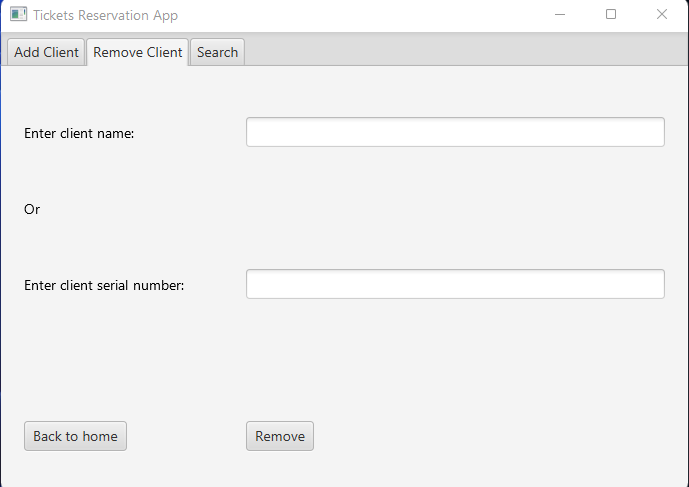 Tickets Reservation App
Add Client Remove Client Search
Enter client name:
Or
Enter client serial number:
Back to home Remove